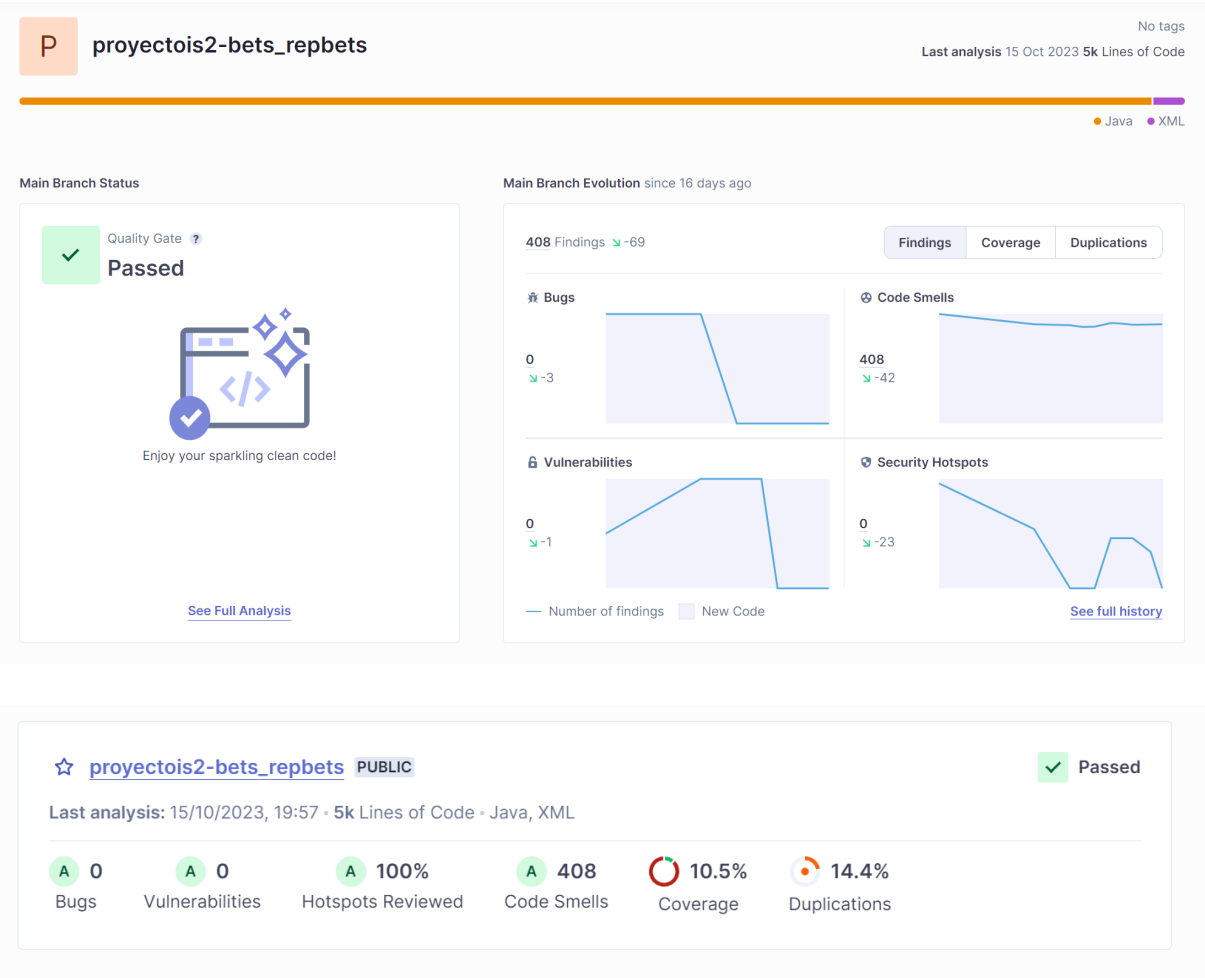 P
proyectois2-bets_repbets
No tags
Last analysis 15 Oct 2023 5k Lines of Code
Java XML
Main Branch Status
Quality Gate ?
Passed
</>
Enjoy your sparkling clean code!
See Full Analysis
Main Branch Evolution since 16 days ago
408 Findings -69
Findings Coverage Duplications
Bugs
0
-3
Code Smells
408
-42
Vulnerabilities
0
-1
Security Hotspots
0
-23
Number of findings New Code
See full history
proyectois2-bets_repbets PUBLIC
Passed
Last analysis: 15/10/2023, 19:57 • 5k Lines of Code • Java, XML
A 0
Bugs
A 0
Vulnerabilities
A 100%
Hotspots Reviewed
A 408
Code Smells
10.5%
Coverage
14.4%
Duplications